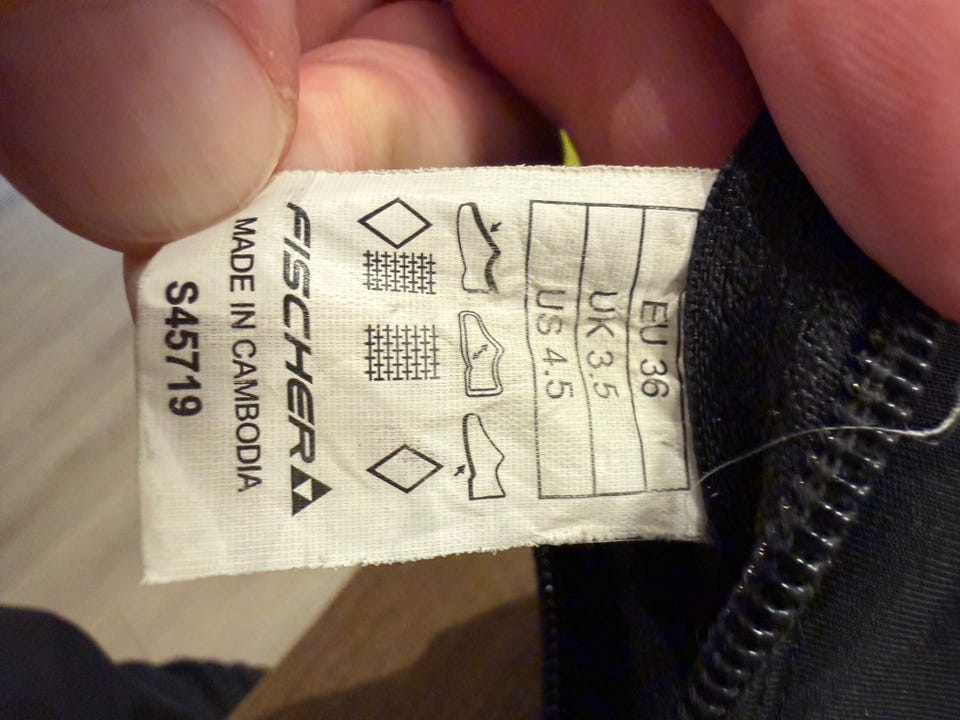 EU 36
UK 3.5
US 4.5
FISCHER
MADE IN CAMBODIA
S45719